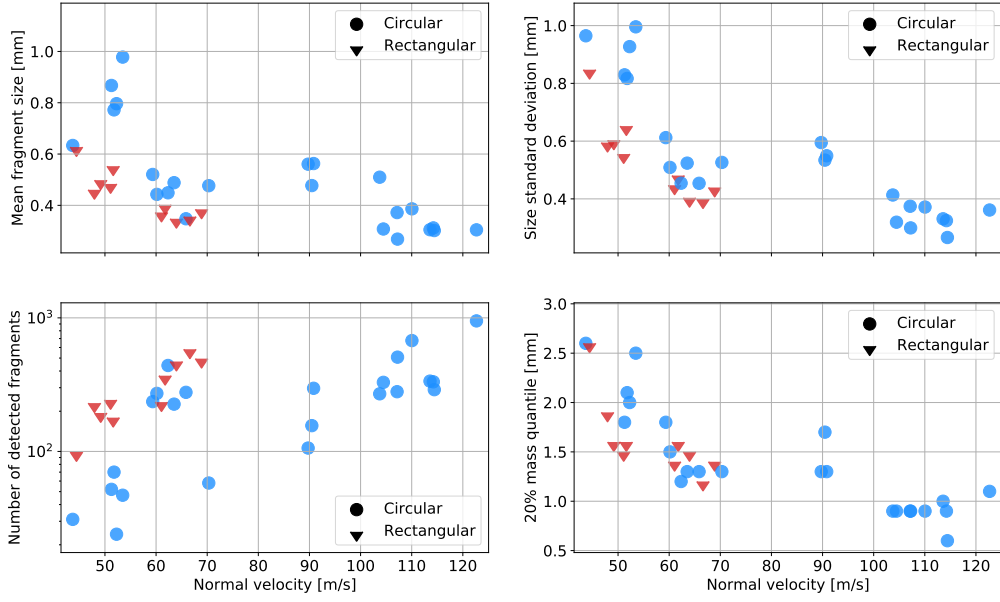 Mean fragment size [mm]
1.0
0.8
0.6
0.4
Circular
Rectangular
Size standard deviation [mm]
1.0
0.8
0.6
0.4
Circular
Rectangular
Number of detected fragments
10³
10²
50 60 70 80 90 100 110 120
Normal velocity [m/s]
Circular
Rectangular
20% mass quantile [mm]
3.0
2.5
2.0
1.5
1.0
0.5
50 60 70 80 90 100 110 120
Normal velocity [m/s]
Circular
Rectangular